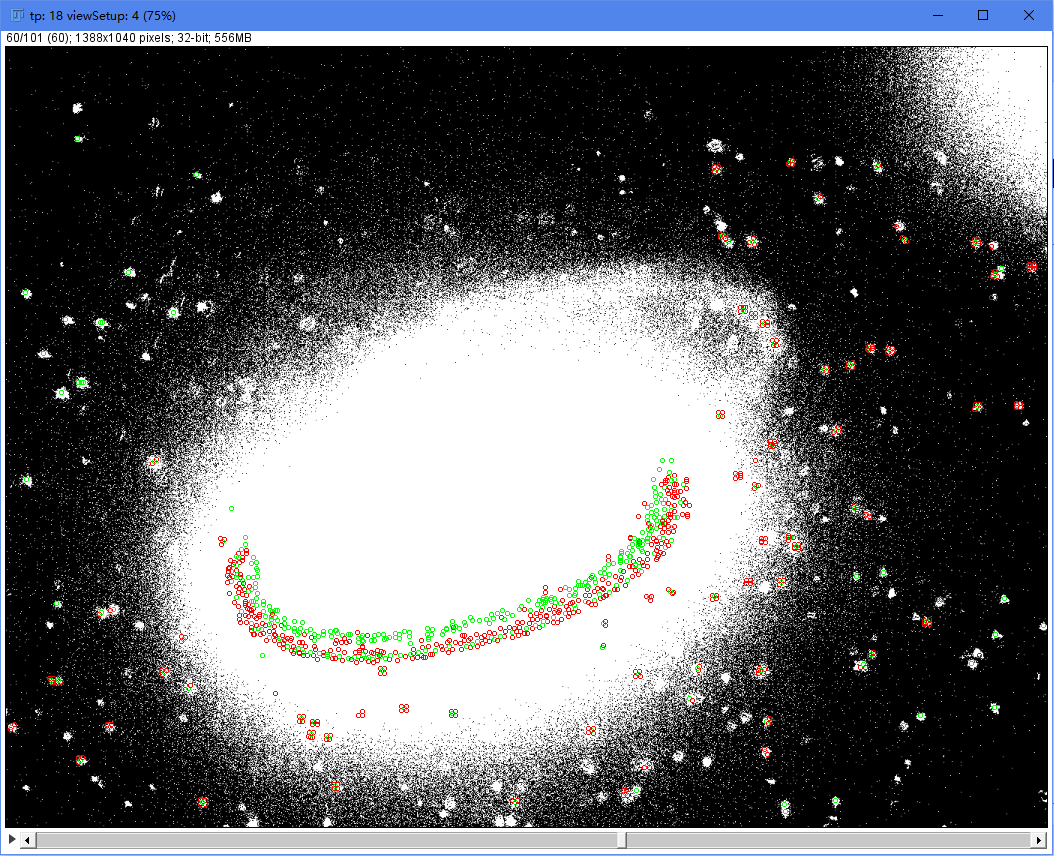 tp: 18 viewSetup: 4 (75%)
60/101 (60); 1388x1040 pixels; 32-bit; 556MB